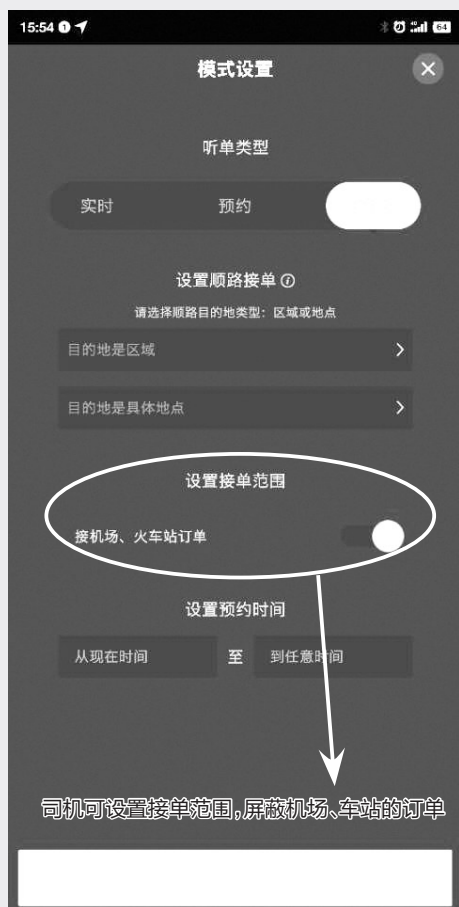 15:54 1 64
模式设置
听单类型
实时 预约
设置顺路接单
请选择顺路目的地类型：区域或地点
目的地是区域
目的地是具体地点
设置接单范围
接机场、火车站订单
设置预约时间
从现在时间 至 到任意时间
司机可设置接单范围，屏蔽机场、车站的订单